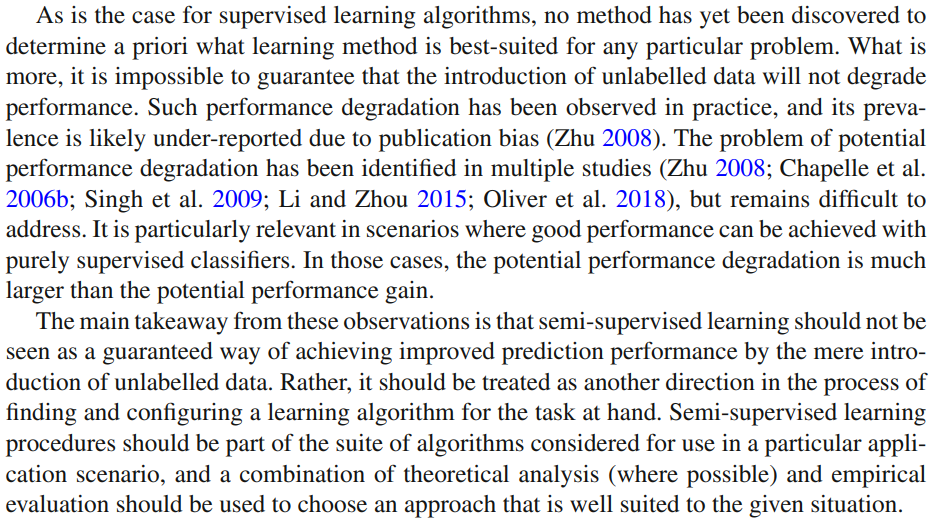 As is the case for supervised learning algorithms, no method has yet been discovered to
determine a priori what learning method is best-suited for any particular problem. What is
more, it is impossible to guarantee that the introduction of unlabelled data will not degrade
performance. Such performance degradation has been observed in practice, and its preva-
lence is likely under-reported due to publication bias (Zhu 2008). The problem of potential
performance degradation has been identified in multiple studies (Zhu 2008; Chapelle et al.
2006b; Singh et al. 2009; Li and Zhou 2015; Oliver et al. 2018), but remains difficult to
address. It is particularly relevant in scenarios where good performance can be achieved with
purely supervised classifiers. In those cases, the potential performance degradation is much
larger than the potential performance gain.
The main takeaway from these observations is that semi-supervised learning should not be
seen as a guaranteed way of achieving improved prediction performance by the mere intro-
duction of unlabelled data. Rather, it should be treated as another direction in the process of
finding and configuring a learning algorithm for the task at hand. Semi-supervised learning
procedures should be part of the suite of algorithms considered for use in a particular appli-
cation scenario, and a combination of theoretical analysis (where possible) and empirical
evaluation should be used to choose an approach that is well suited to the given situation.